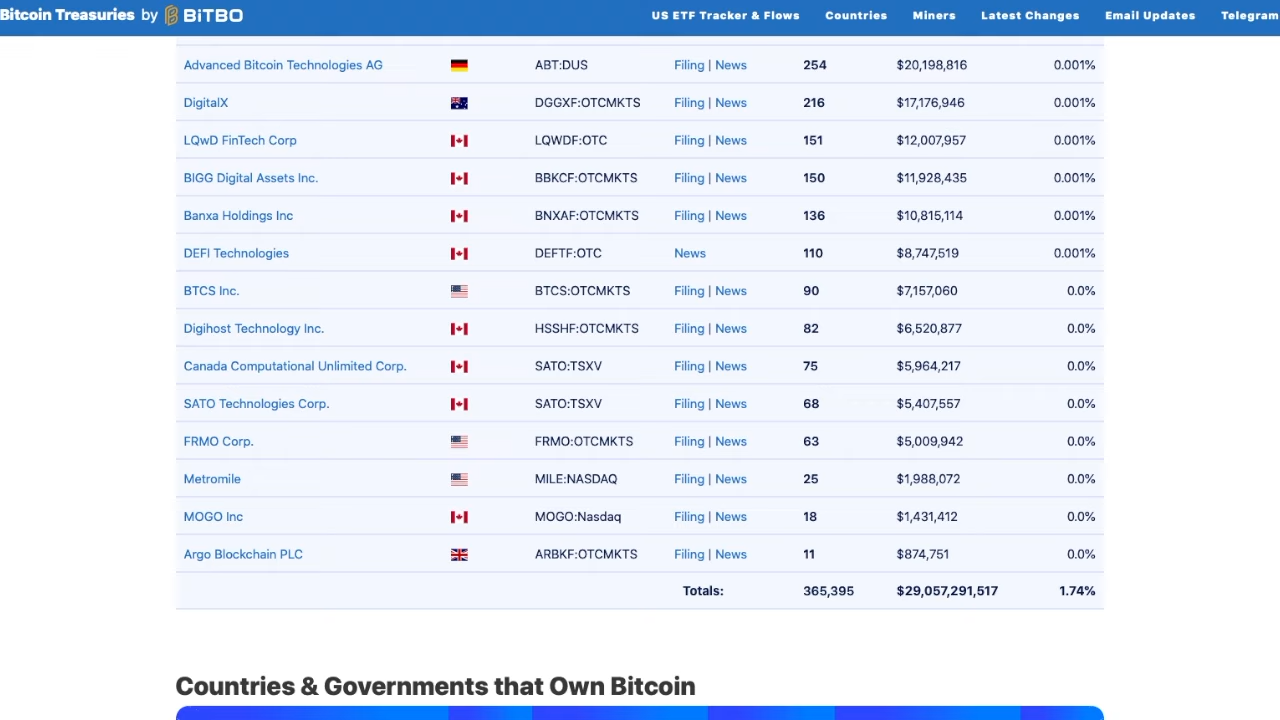 Bitcoin Treasuries by BiTBO US ETF Tracker & Flows Countries Miners Latest Changes Email Updates Telegram
Advanced Bitcoin Technologies AG ABT:DUS Filing | News 254 $20,198,816 0.001%
DigitalX DGGXF:OTCMKTS Filing | News 216 $17,176,946 0.001%
LQwD FinTech Corp LQWDF:OTC Filing | News 151 $12,007,957 0.001%
BIGG Digital Assets Inc. BBKCF:OTCMKTS Filing | News 150 $11,928,435 0.001%
Banxa Holdings Inc BNXAF:OTCMKTS Filing | News 136 $10,815,114 0.001%
DEFI Technologies DEFTF:OTC News 110 $8,747,519 0.001%
BTCS Inc. BTCS:OTCMKTS Filing | News 90 $7,157,060 0.0%
Digihost Technology Inc. HSSHF:OTCMKTS Filing | News 82 $6,520,877 0.0%
Canada Computational Unlimited Corp. SATO:TSXV Filing | News 75 $5,964,217 0.0%
SATO Technologies Corp. SATO:TSXV Filing | News 68 $5,407,557 0.0%
FRMO Corp. FRMO:OTCMKTS Filing | News 63 $5,009,942 0.0%
Metromile MILE:NASDAQ Filing | News 25 $1,988,072 0.0%
MOGO Inc MOGO:Nasdaq Filing | News 18 $1,431,412 0.0%
Argo Blockchain PLC ARBKF:OTCMKTS Filing | News 11 $874,751 0.0%
Totals: 365,395 $29,057,291,517 1.74%
Countries & Governments that Own Bitcoin